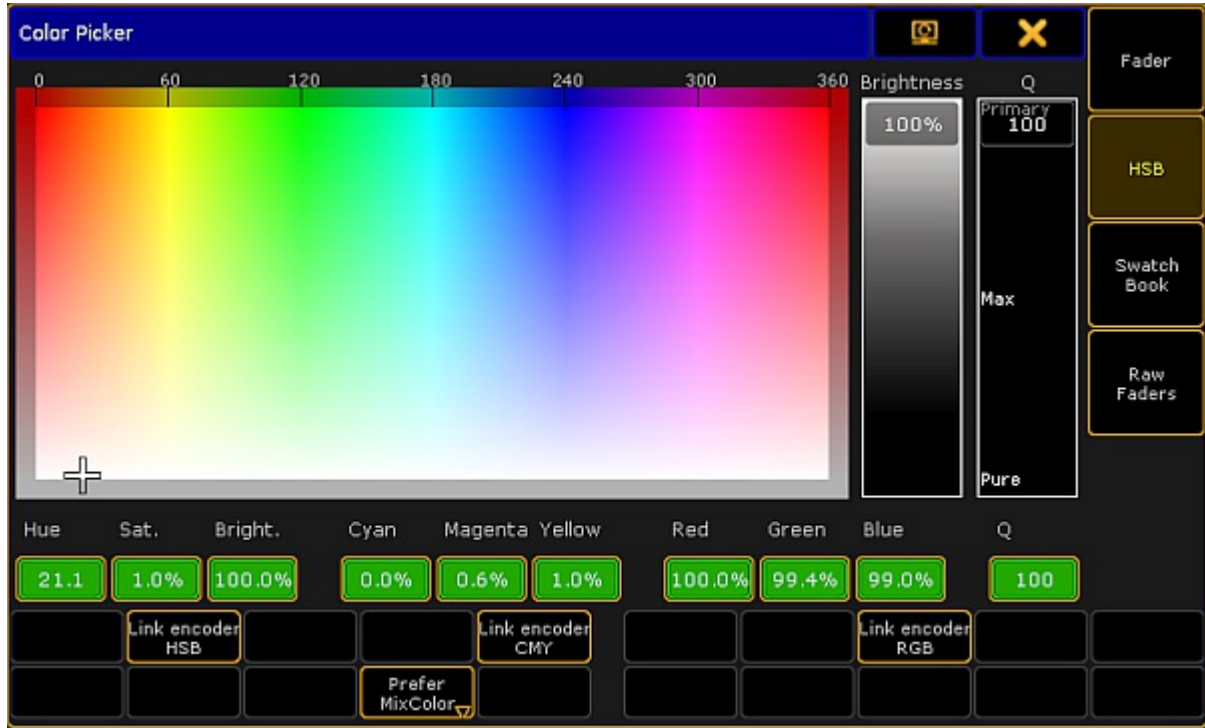 Color Picker
Fader
0 60 120 180 240 300 360 Brightness Q
100%
Primary
100
HSB
Swatch
Book
Max
Raw
Faders
Pure
Hue Sat. Bright. Cyan Magenta Yellow Red Green Blue Q
21.1 1.0% 100.0% 0.0% 0.6% 1.0% 100.0% 99.4% 99.0% 100
Link encoder
HSB
Link encoder
CMY
Link encoder
RGB
Prefer
MixColor